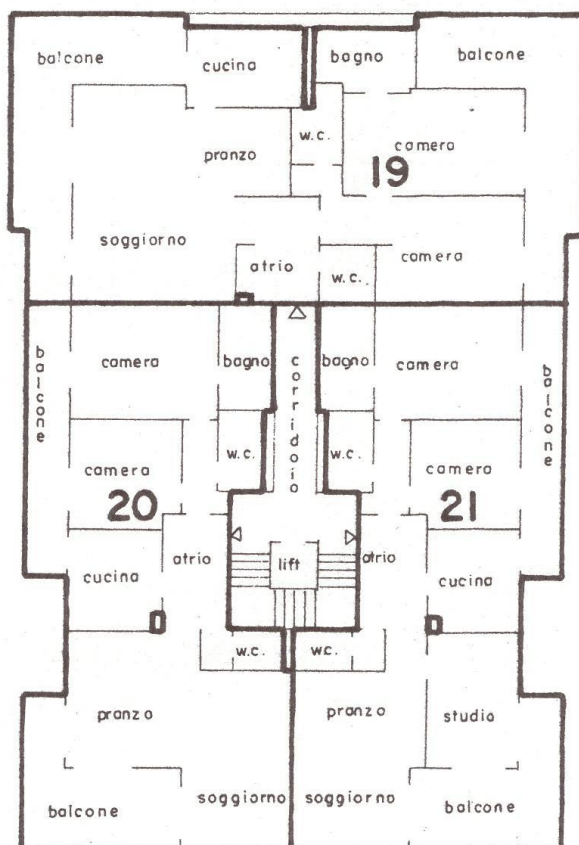 balcone
cucina
bagno
balcone
w.c.
pranzo
camera
19
soggiorno
atrio
w.c.
camera
balcone
camera
bagno
corridoio
bagno
camera
balcone
camera
w.c.
w.c.
camera
20
21
atrio
lift
atrio
cucina
cucina
w.c.
w.c.
pranzo
pranzo
studio
soggiorno
soggiorno
balcone
balcone